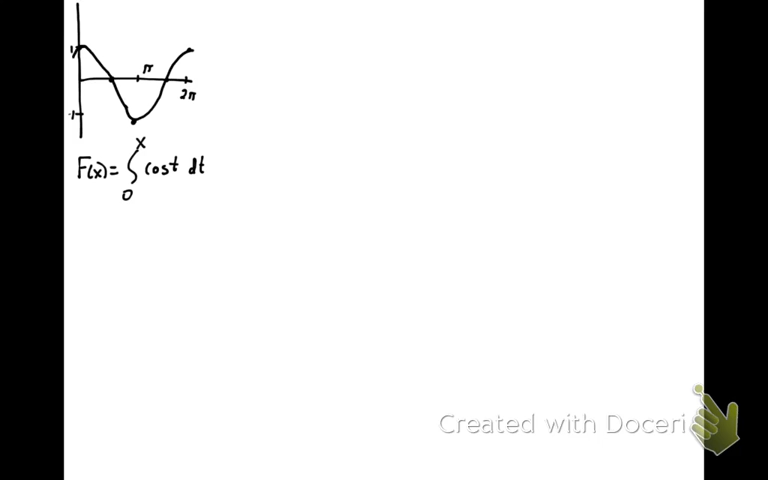 1
π
2π
-1
F(x) = ∫₀ˣ cos t dt
Created with Doceri